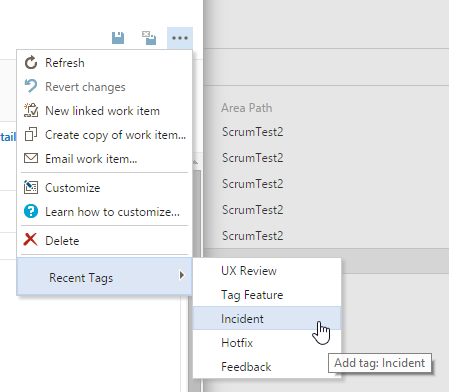 Refresh
Revert changes
New linked work item
Create copy of work item...
Email work item...
Customize
Learn how to customize...
Delete
Recent Tags
UX Review
Tag Feature
Incident
Hotfix
Feedback
Add tag: Incident
tail
Area Path
ScrumTest2
ScrumTest2
ScrumTest2
ScrumTest2
ScrumTest2